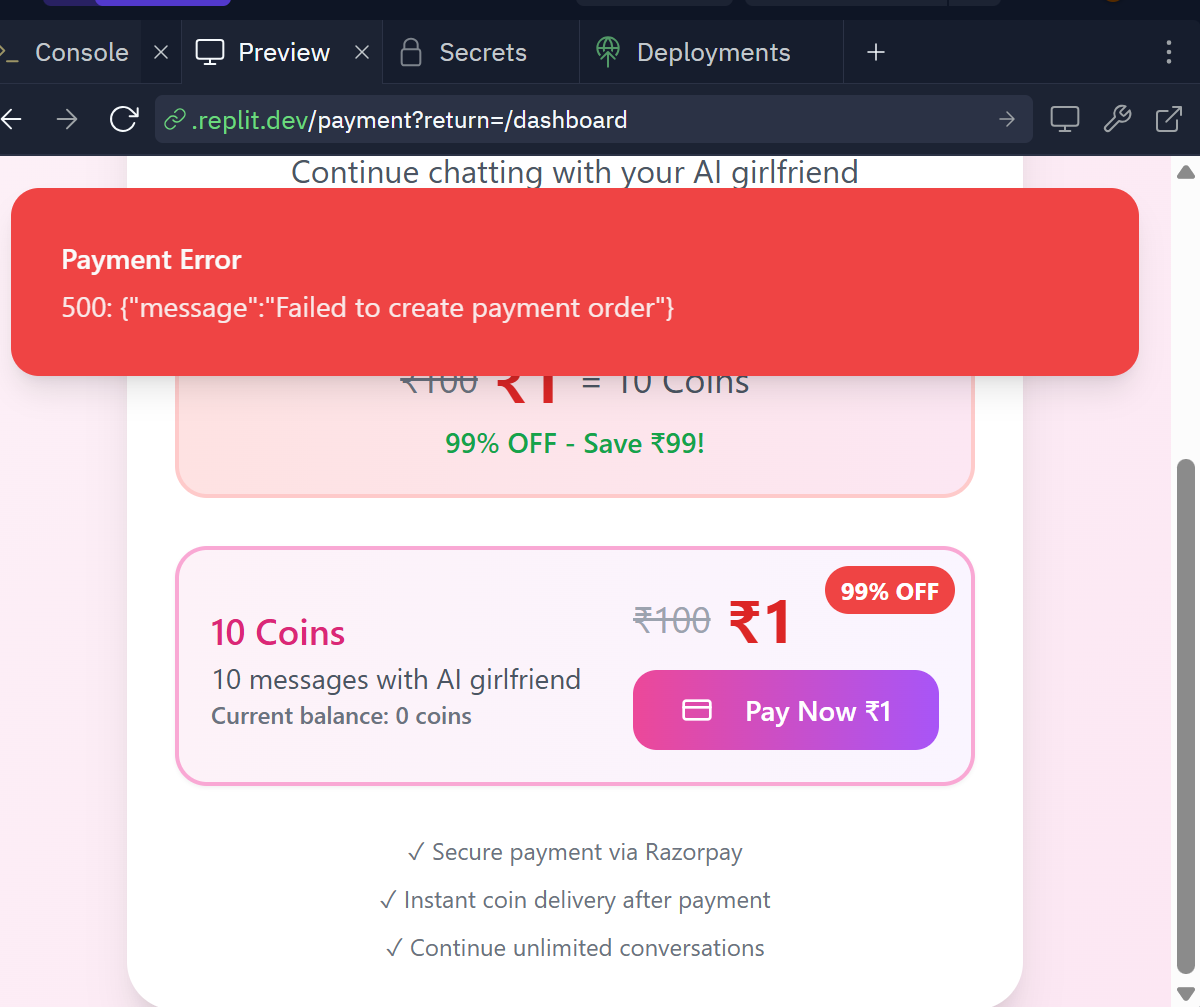 Console
Preview
Secrets
Deployments
.replit.dev/payment?return=/dashboard
Continue chatting with your AI girlfriend
Payment Error
500: {"message":"Failed to create payment order"}
₹100 ₹1 = 10 Coins
99% OFF - Save ₹99!
99% OFF
₹100 ₹1
10 Coins
10 messages with AI girlfriend
Current balance: 0 coins
Pay Now ₹1
✓ Secure payment via Razorpay
✓ Instant coin delivery after payment
✓ Continue unlimited conversations